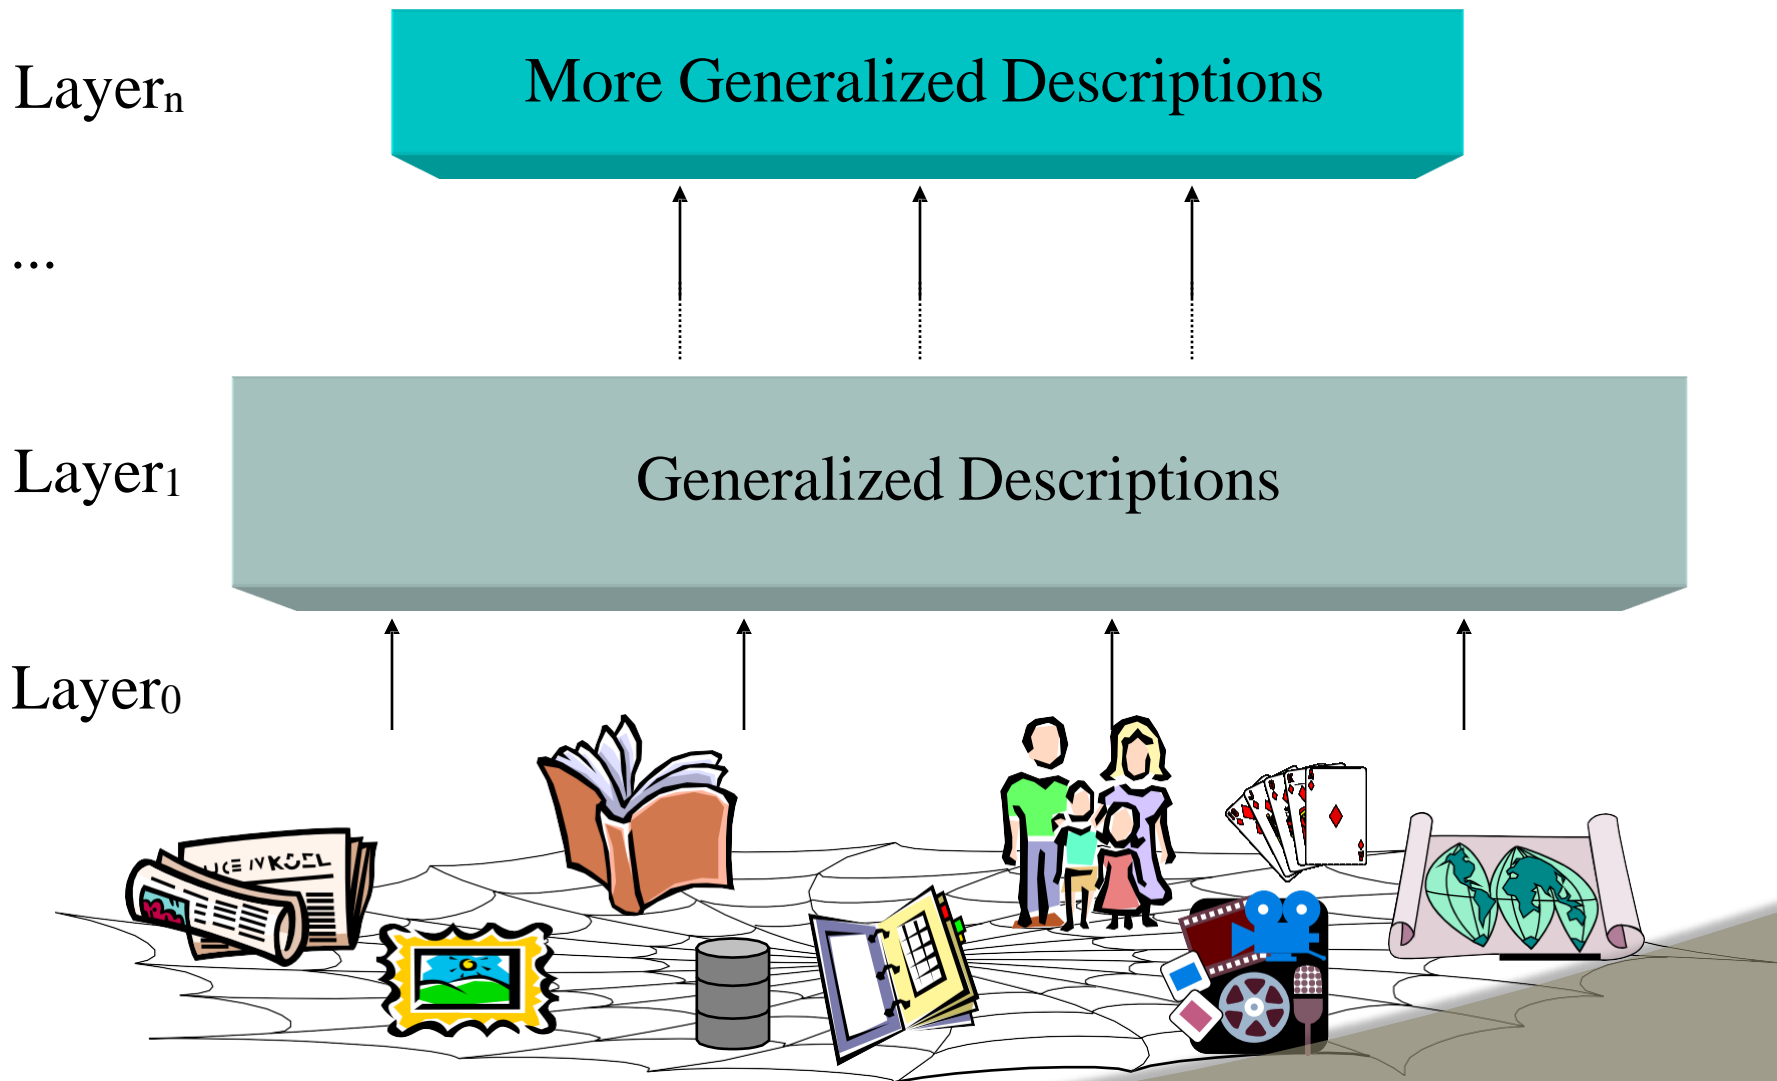 Layerₙ
More Generalized Descriptions
...
Layer₁
Generalized Descriptions
Layer₀